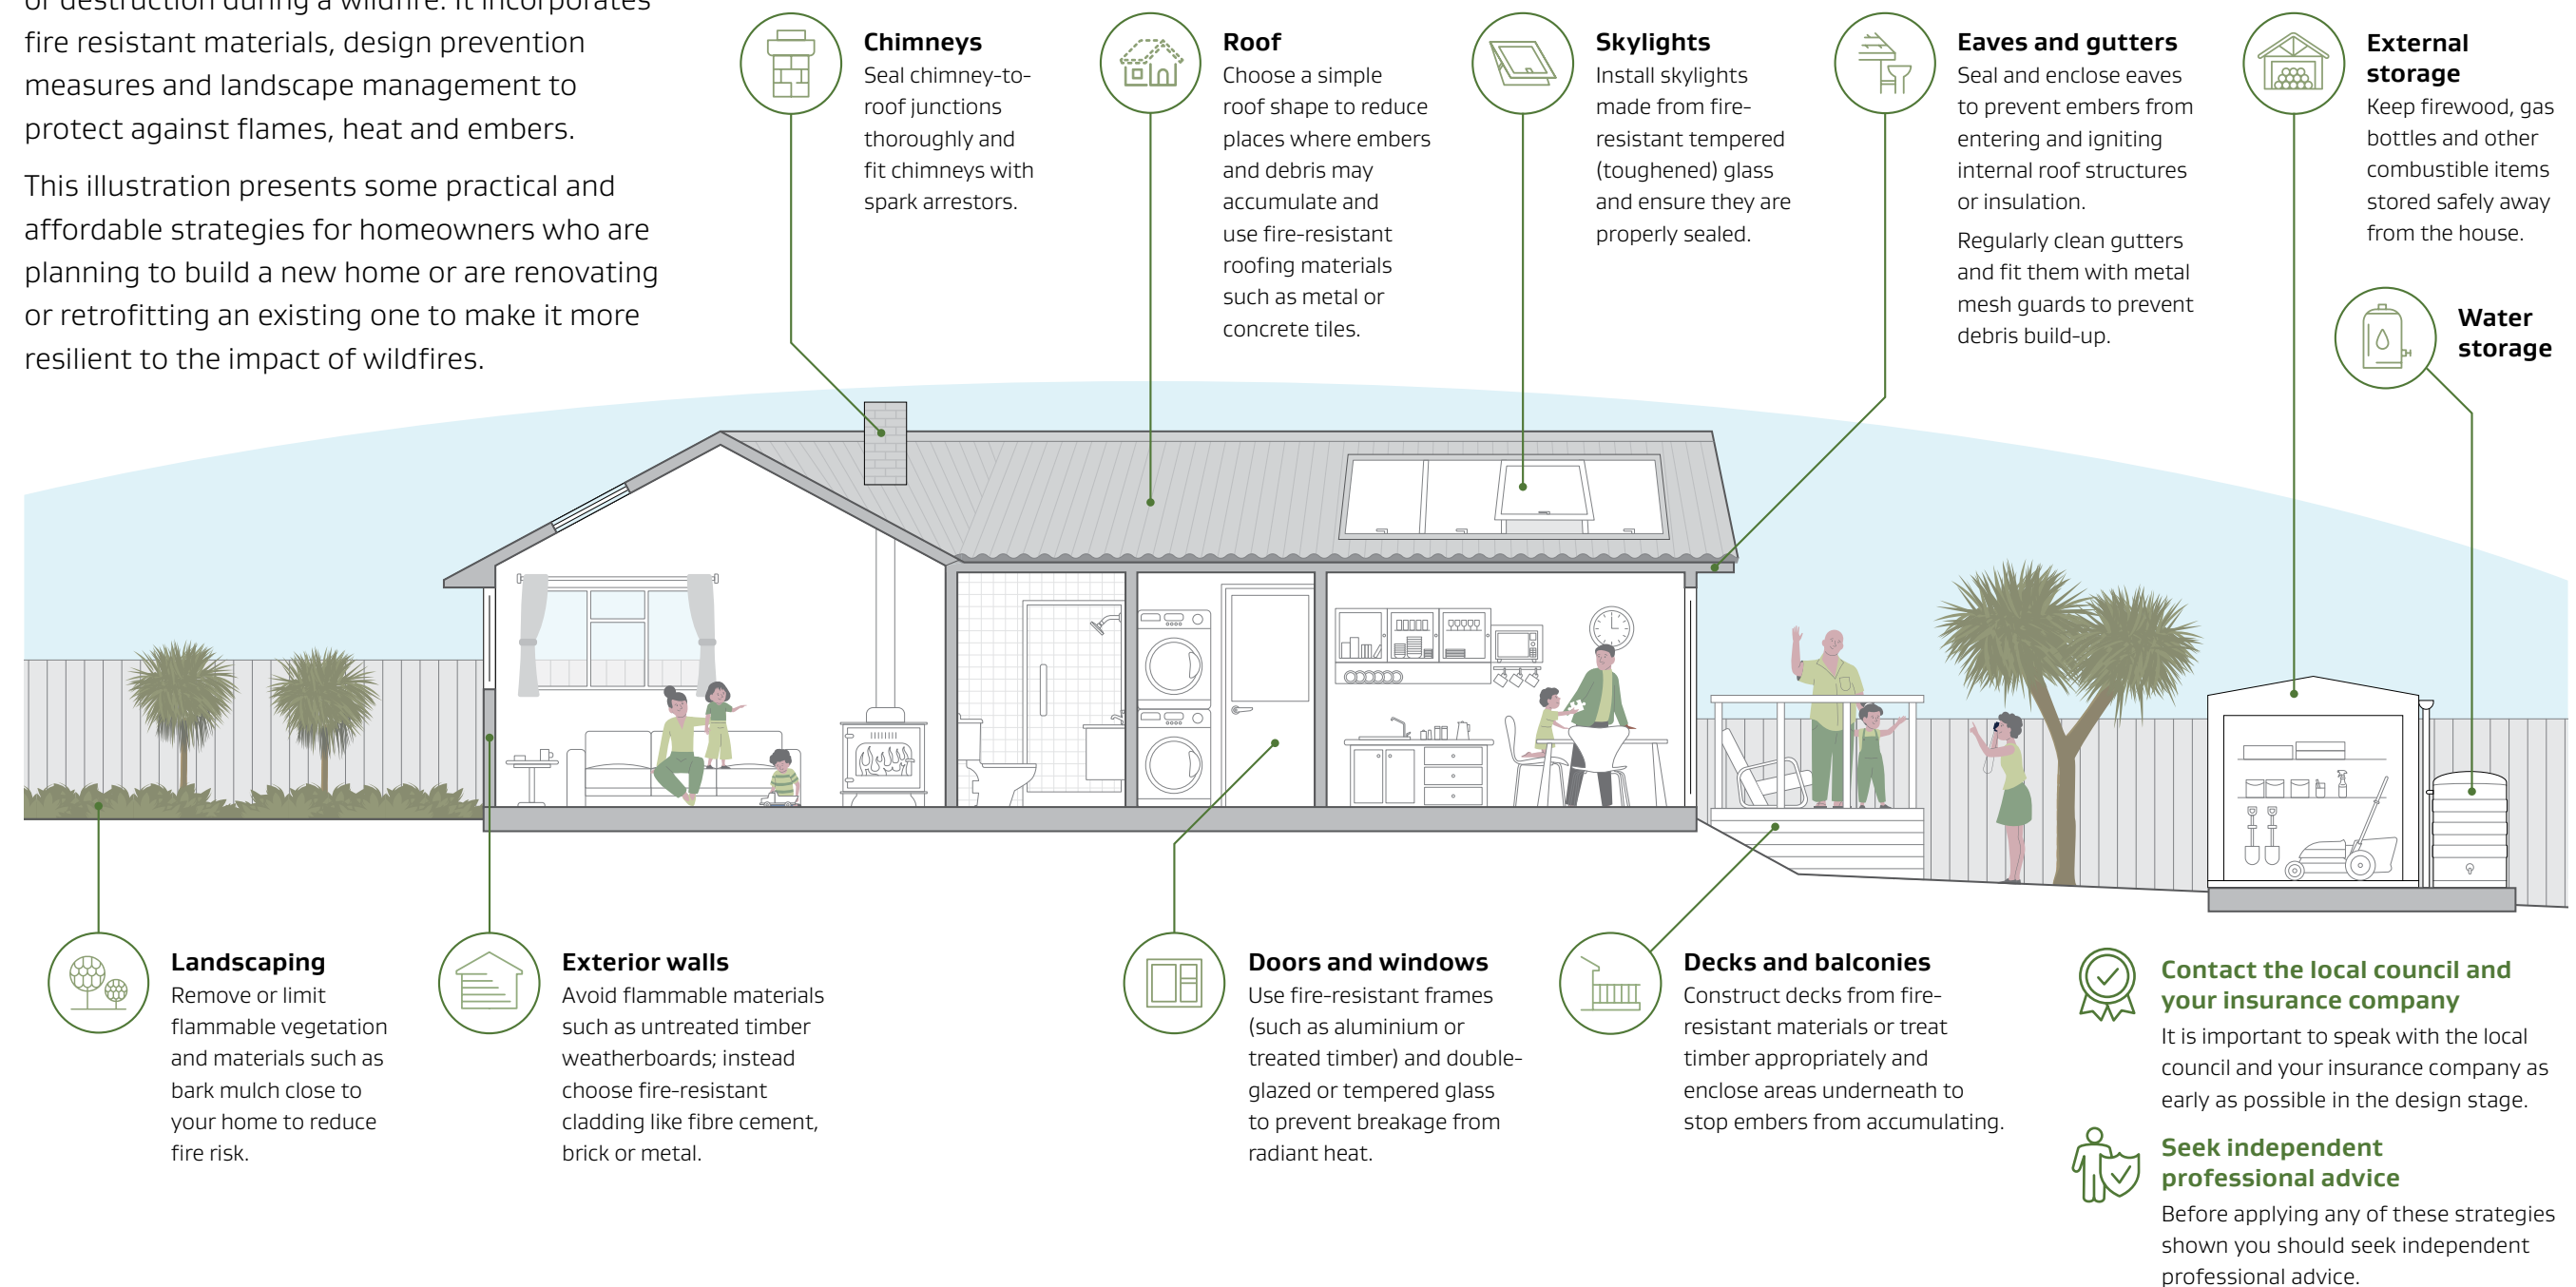 or destruction during a wildfire. It incorporates
fire resistant materials, design prevention
measures and landscape management to
protect against flames, heat and embers.
This illustration presents some practical and
affordable strategies for homeowners who are
planning to build a new home or are renovating
or retrofitting an existing one to make it more
resilient to the impact of wildfires.
Chimneys
Seal chimney-to-
roof junctions
thoroughly and
fit chimneys with
spark arrestors.
Roof
Choose a simple
roof shape to reduce
places where embers
and debris may
accumulate and
use fire-resistant
roofing materials
such as metal or
concrete tiles.
Skylights
Install skylights
made from fire-
resistant tempered
(toughened) glass
and ensure they are
properly sealed.
Eaves and gutters
Seal and enclose eaves
to prevent embers from
entering and igniting
internal roof structures
or insulation.
Regularly clean gutters
and fit them with metal
mesh guards to prevent
debris build-up.
External
storage
Keep firewood, gas
bottles and other
combustible items
stored safely away
from the house.
Water
storage
Landscaping
Remove or limit
flammable vegetation
and materials such as
bark mulch close to
your home to reduce
fire risk.
Exterior walls
Avoid flammable materials
such as untreated timber
weatherboards; instead
choose fire-resistant
cladding like fibre cement,
brick or metal.
Doors and windows
Use fire-resistant frames
(such as aluminium or
treated timber) and double-
glazed or tempered glass
to prevent breakage from
radiant heat.
Decks and balconies
Construct decks from fire-
resistant materials or treat
timber appropriately and
enclose areas underneath to
stop embers from accumulating.
Contact the local council and
your insurance company
It is important to speak with the local
council and your insurance company as
early as possible in the design stage.
Seek independent
professional advice
Before applying any of these strategies
shown you should seek independent
professional advice.